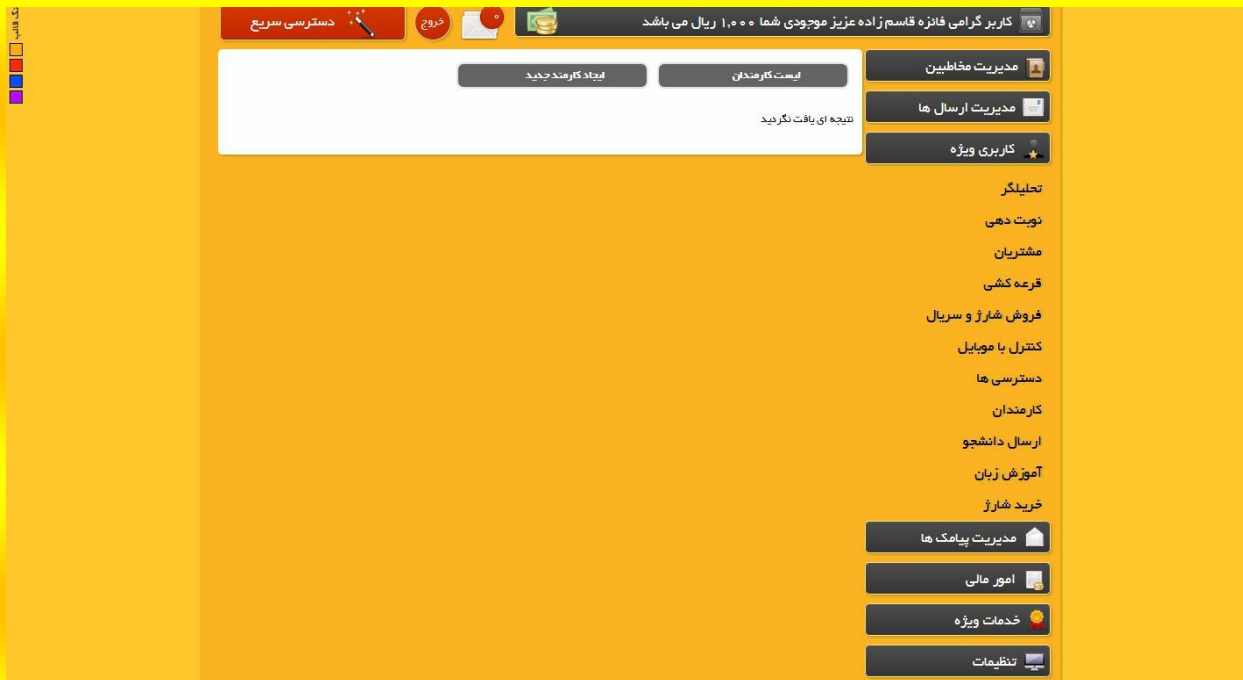 کاربر گرامی فائزه قاسم زاده عزیز موجودی شما ۱,۰۰۰ ریال می باشد
۰
خروج
دسترسی سریع
رنگ قالب
مدیریت مخاطبین
مدیریت ارسال ها
کاربری ویژه
تحلیلگر
نوبت دهی
مشتریان
قرعه کشی
فروش شارژ و سریال
کنترل با موبایل
دسترسی ها
کارمندان
ارسال دانشجو
آموزش زبان
خرید شارژ
مدیریت پیامک ها
امور مالی
خدمات ویژه
تنظیمات
لیست کارمندان
ایجاد کارمند جدید
نتیجه ای یافت نگردید